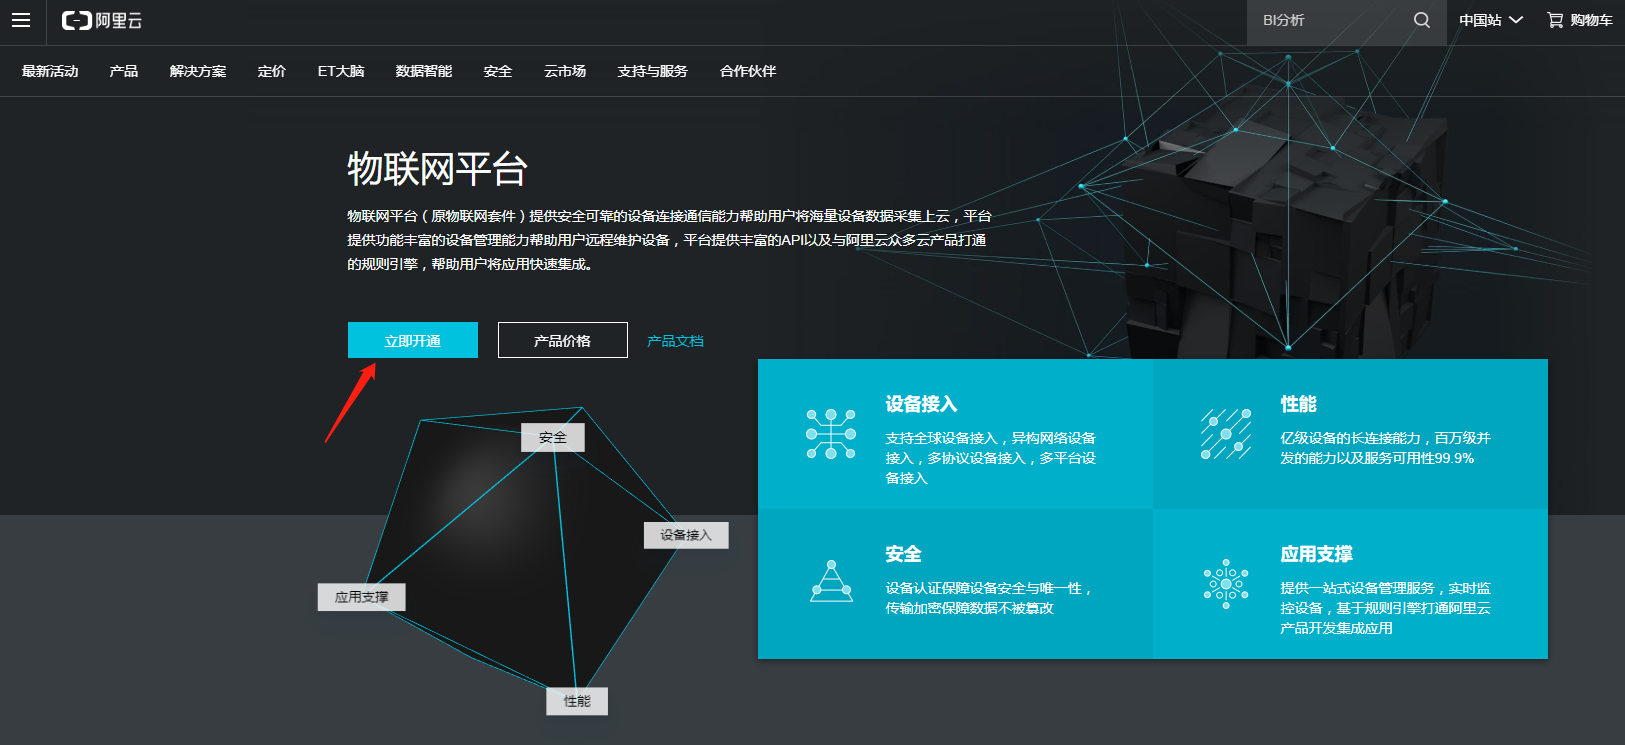 阿里云
BI分析
中国站
购物车
最新活动 产品 解决方案 定价 ET大脑 数据智能 安全 云市场 支持与服务 合作伙伴
物联网平台
物联网平台（原物联网套件）提供安全可靠的设备连接通信能力帮助用户将海量设备数据采集上云，平台
提供功能丰富的设备管理能力帮助用户远程维护设备，平台提供丰富的API以及与阿里云众多云产品打通
的规则引擎，帮助用户将应用快速集成。
立即开通
产品价格
产品文档
安全
设备接入
应用支撑
性能
设备接入
支持全球设备接入，异构网络设备
接入，多协议设备接入，多平台设
备接入
性能
亿级设备的长连接能力，百万级并
发的能力以及服务可用性99.9%
安全
设备认证保障设备安全与唯一性，
传输加密保障数据不被篡改
应用支撑
提供一站式设备管理服务，实时监
控设备，基于规则引擎打通阿里云
产品开发集成应用